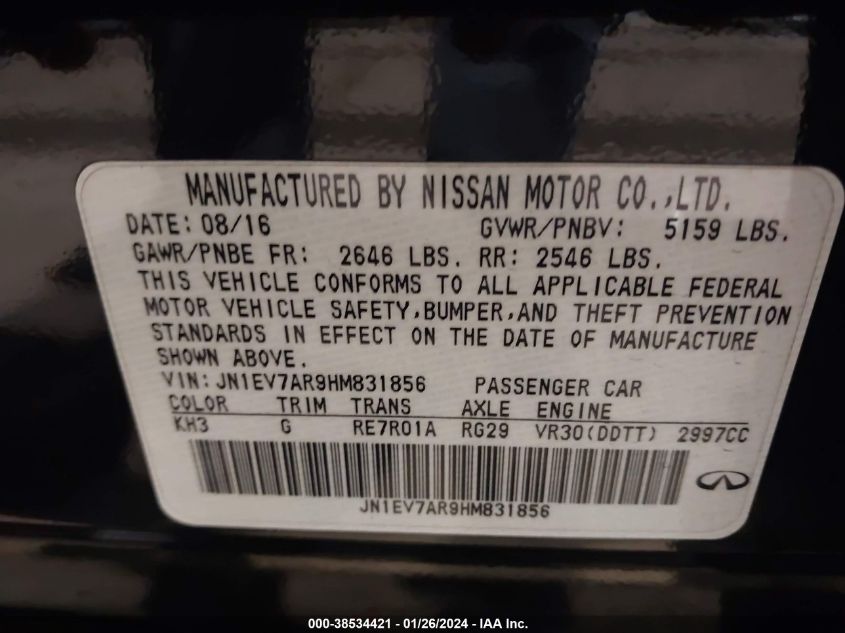 MANUFACTURED BY NISSAN MOTOR CO.,LTD.
DATE: 08/16 GVWR/PNBV: 5159 LBS.
GAWR/PNBE FR: 2646 LBS. RR: 2546 LBS.
THIS VEHICLE CONFORMS TO ALL APPLICABLE FEDERAL
MOTOR VEHICLE SAFETY,BUMPER,AND THEFT PREVENTION
STANDARDS IN EFFECT ON THE DATE OF MANUFACTURE
SHOWN ABOVE.
VIN: JN1EV7AR9HM831856 PASSENGER CAR
COLOR TRIM TRANS AXLE ENGINE
KH3 G RE7R01A RG29 VR30(DDTT) 2997CC
JN1EV7AR9HM831856
000-38534421 - 01/26/2024 - IAA Inc.